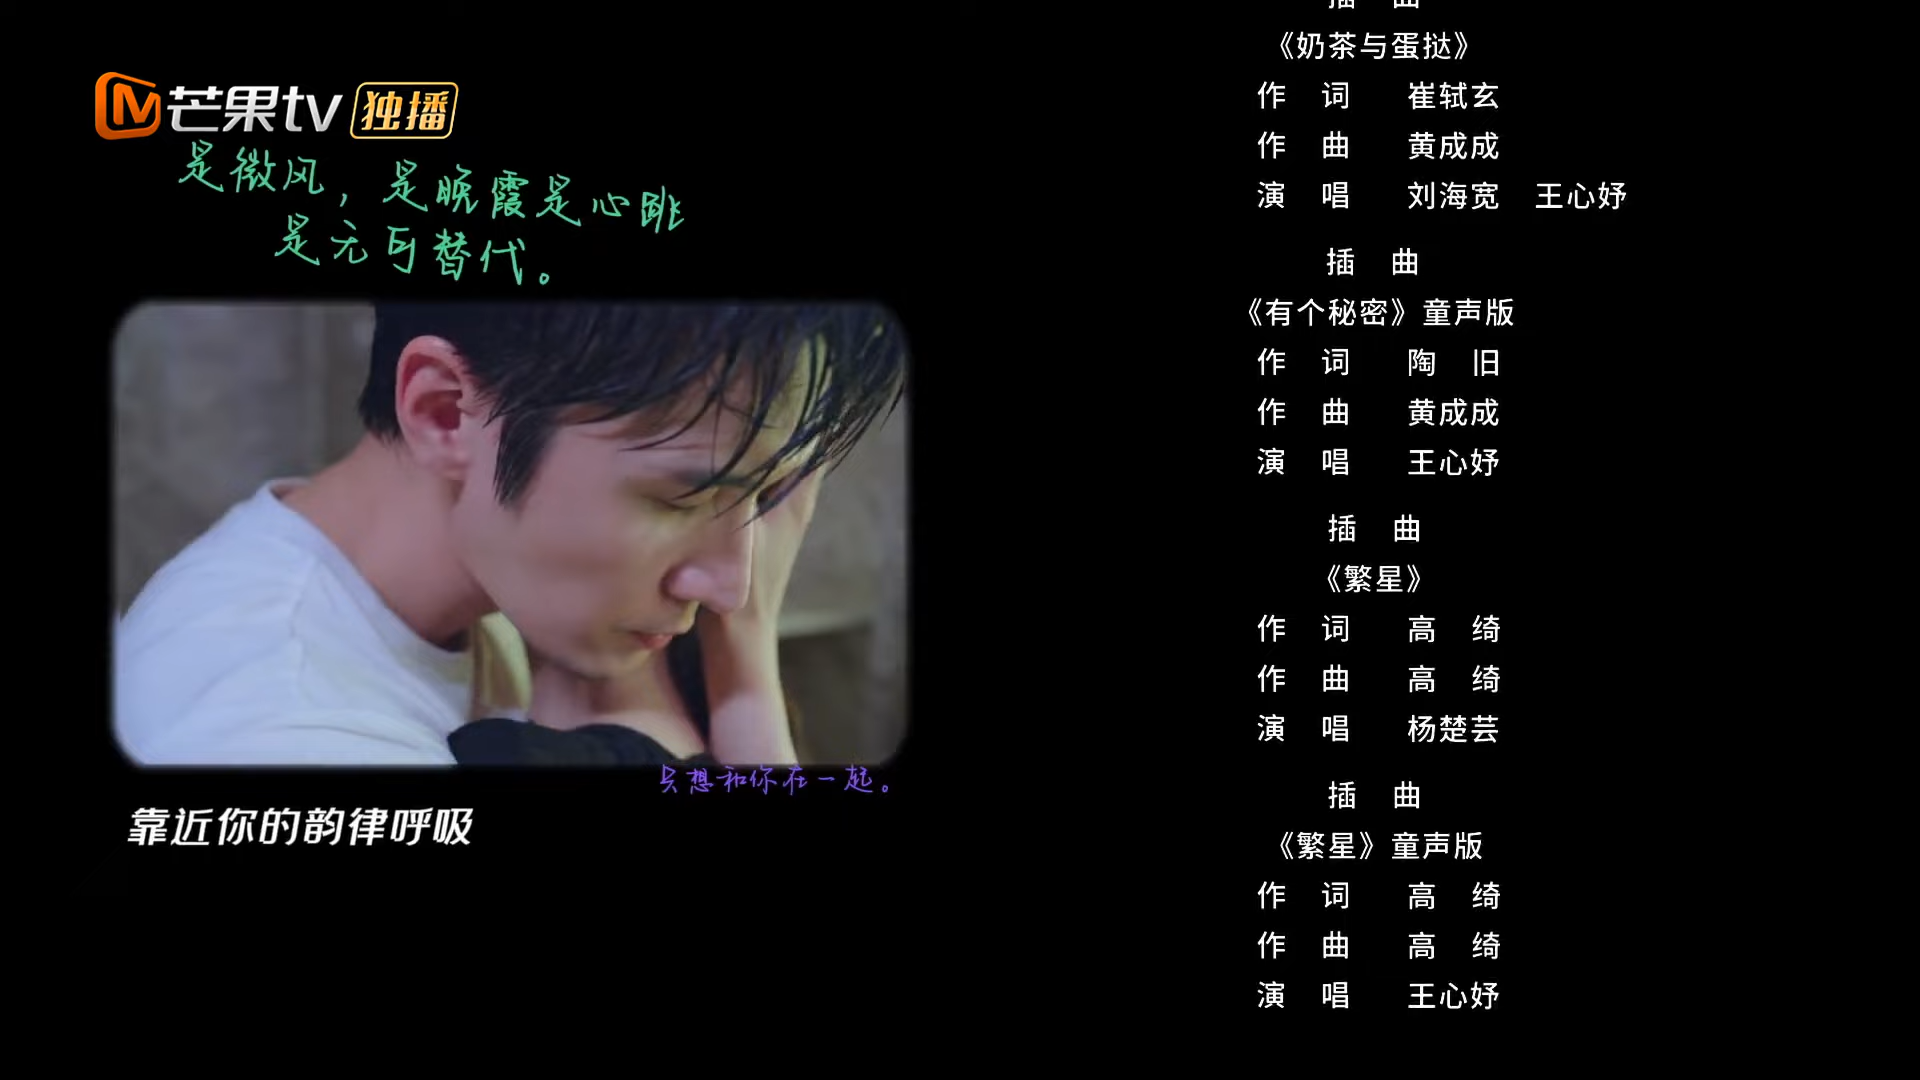 芒果tv 独播
是微风，是晚霞是心跳
是无可替代。
只想和你在一起。
靠近你的韵律呼吸
插 曲
《奶茶与蛋挞》
作 词 崔轼玄
作 曲 黄成成
演 唱 刘海宽 王心妤
插 曲
《有个秘密》童声版
作 词 陶 旧
作 曲 黄成成
演 唱 王心妤
插 曲
《繁星》
作 词 高 绮
作 曲 高 绮
演 唱 杨楚芸
插 曲
《繁星》童声版
作 词 高 绮
作 曲 高 绮
演 唱 王心妤